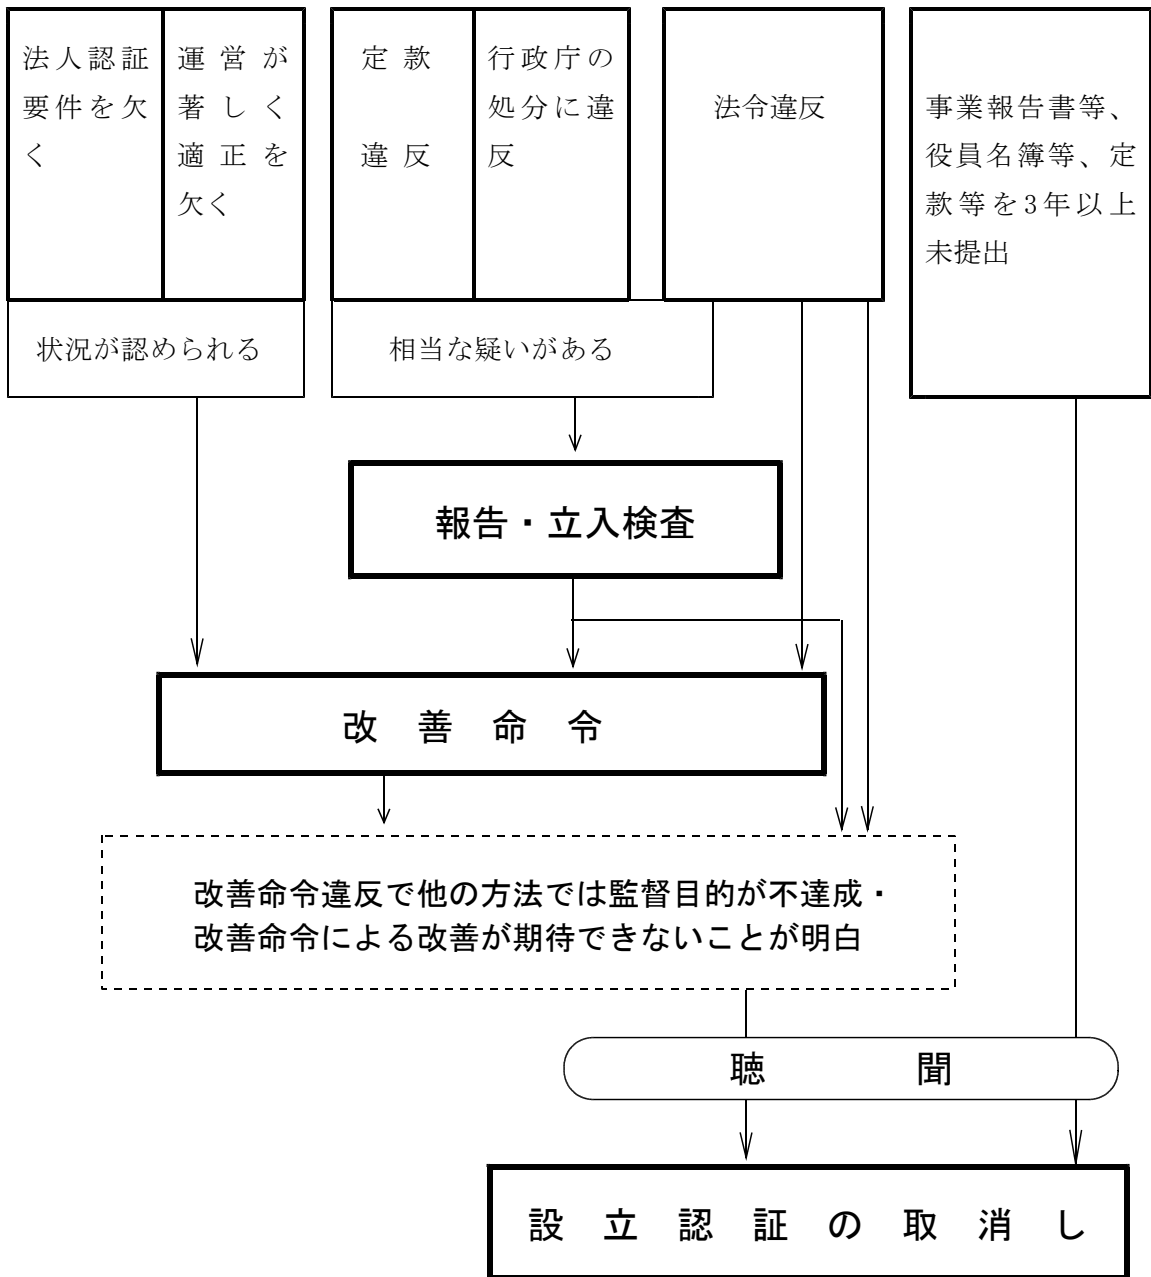 法人認証
要件を欠
く
運営が
著しく
適正を
欠く
定款
違反
行政庁の
処分に違
反
法令違反
事業報告書等、
役員名簿等、定
款等を3年以上
未提出
状況が認められる
相当な疑いがある
報告・立入検査
改善命令
改善命令違反で他の方法では監督目的が不達成・
改善命令による改善が期待できないことが明白
聴聞
設立認証の取消し